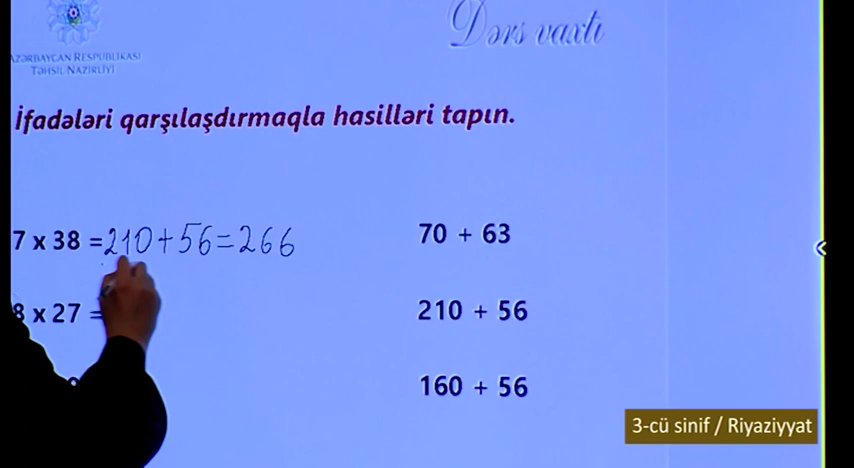 AZƏRBAYCAN RESPUBLİKASI
TƏHSİL NAZİRLİYİ
Dərs vaxtı
İfadələri qarşılaşdırmaqla hasilləri tapın.
7 x 38 = 210 + 56 = 266
70 + 63
8 x 27 =
210 + 56
160 + 56
3-cü sinif / Riyaziyyat